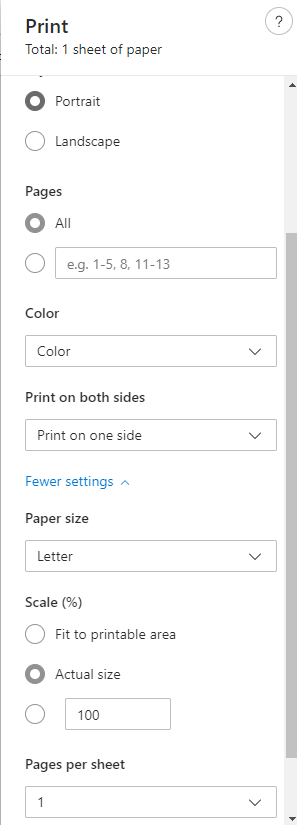 Print
?
Total: 1 sheet of paper
Portrait
Landscape
Pages
All
e.g. 1-5, 8, 11-13
Color
Color
Print on both sides
Print on one side
Fewer settings
Paper size
Letter
Scale (%)
Fit to printable area
Actual size
100
Pages per sheet
1